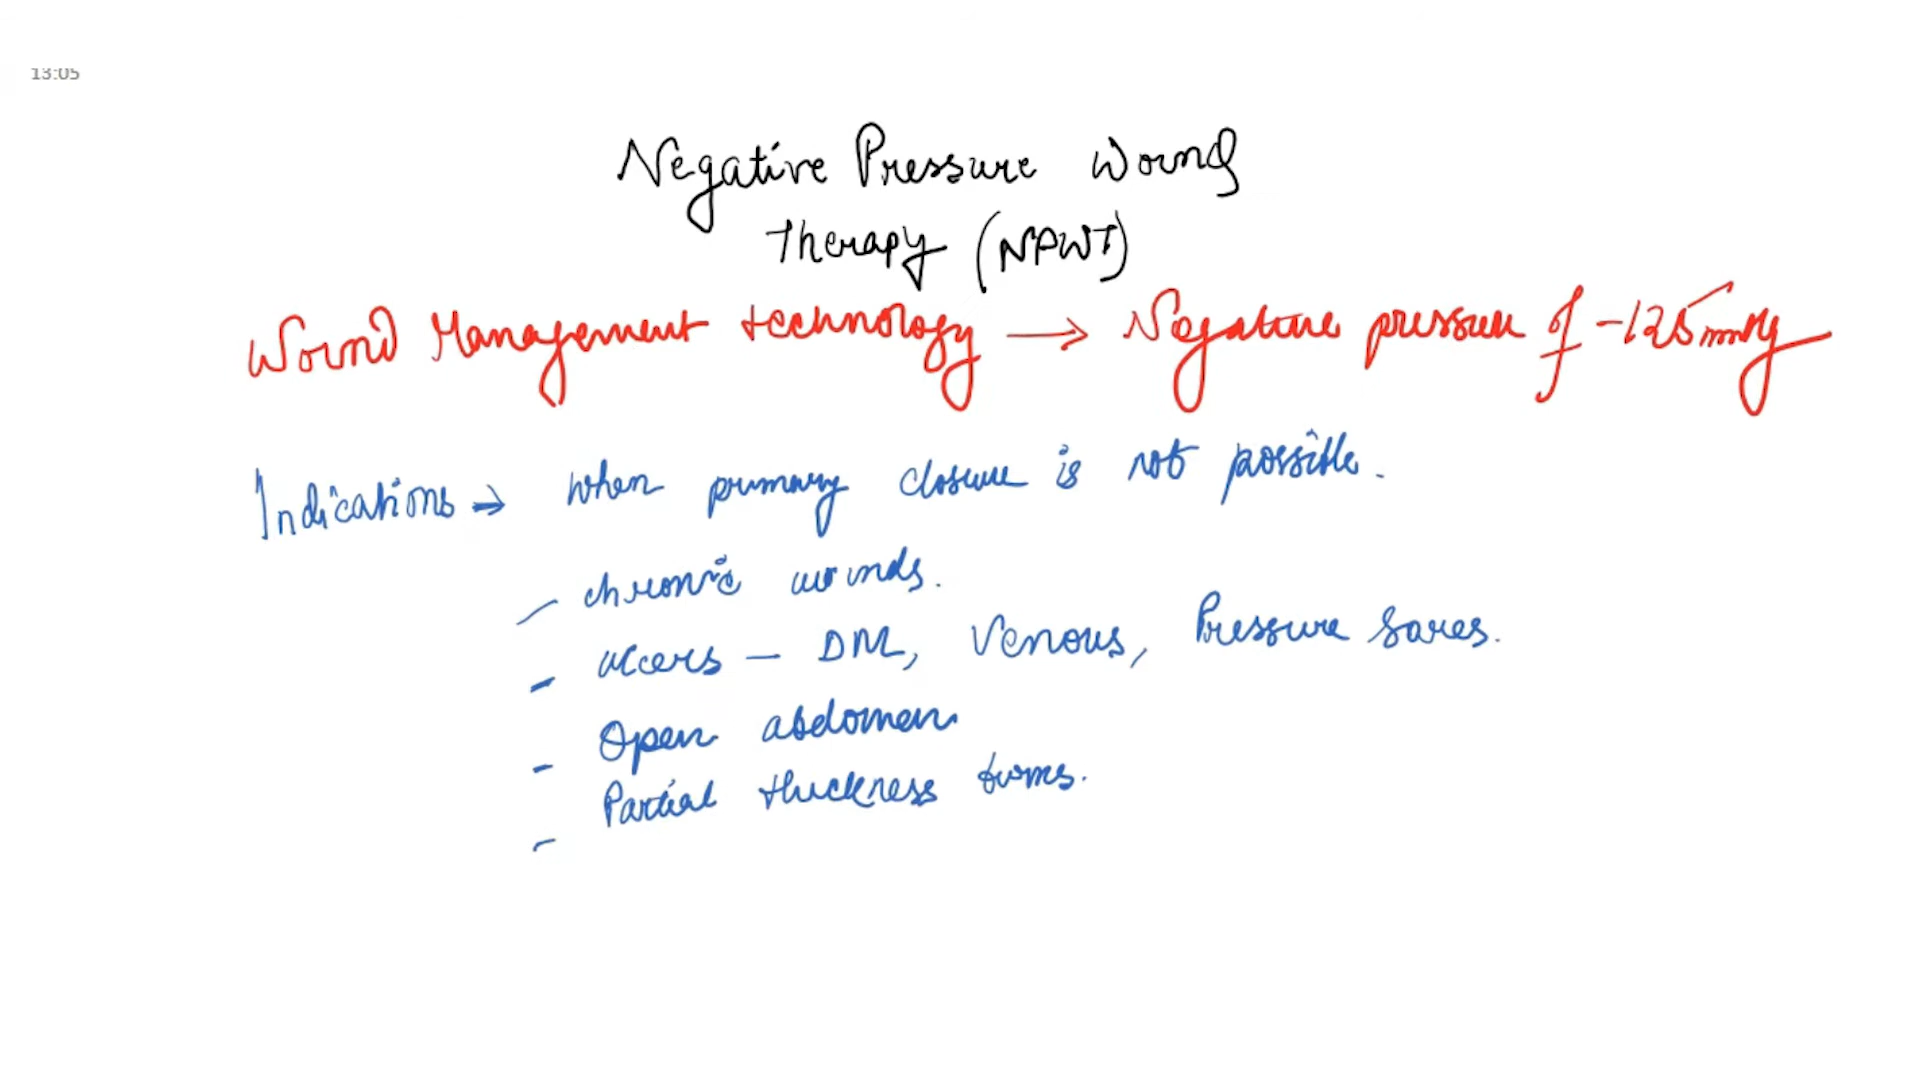 13:05
Negative Pressure Wound
Therapy (NPWT)
Wound Management technology → Negative pressure of -125mmHg
Indications → When primary closure is not possible.
- chronic wounds.
- ulcers - DM, Venous, Pressure Sores.
- Open abdomen
- Partial thickness burns.